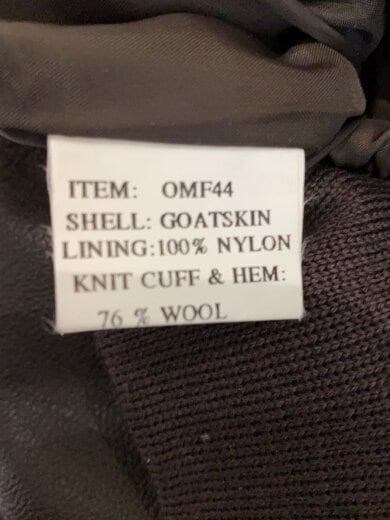 ITEM: OMF44
SHELL: GOATSKIN
LINING:100% NYLON
KNIT CUFF & HEM:
76 % WOOL